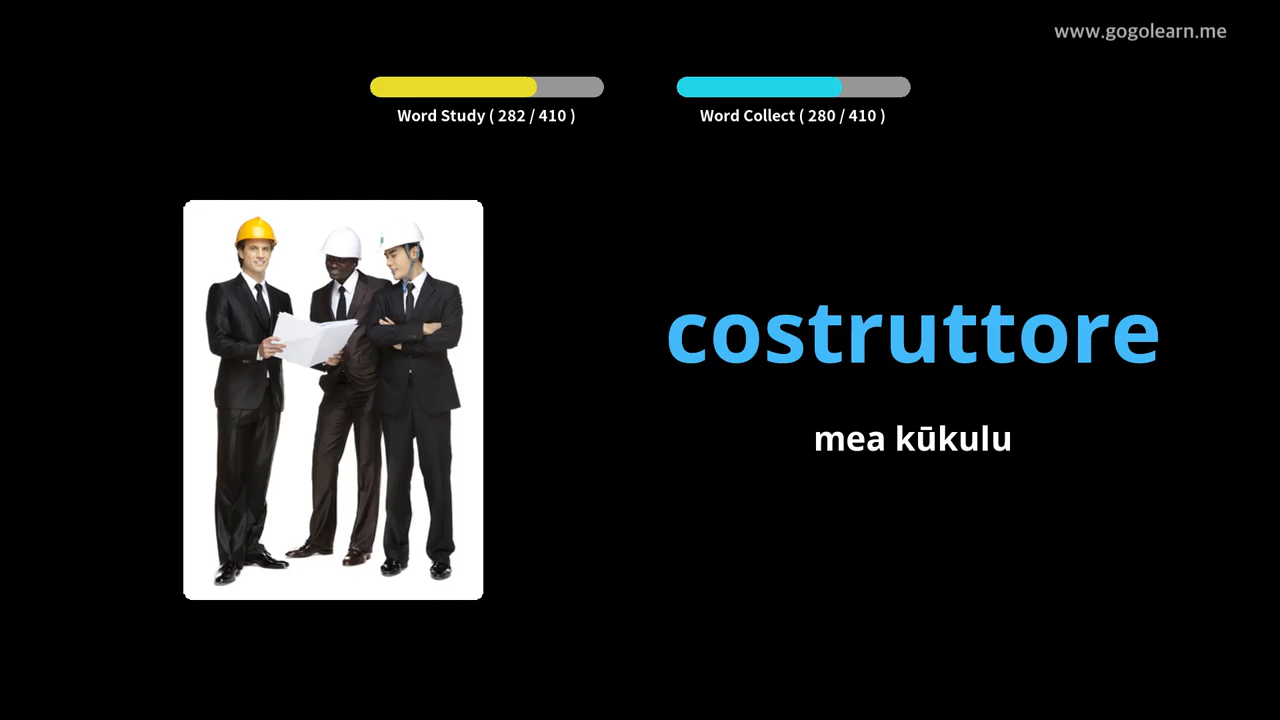 www.gogolearn.me
Word Study ( 282 / 410 )
Word Collect ( 280 / 410 )
costruttore
mea kūkulu